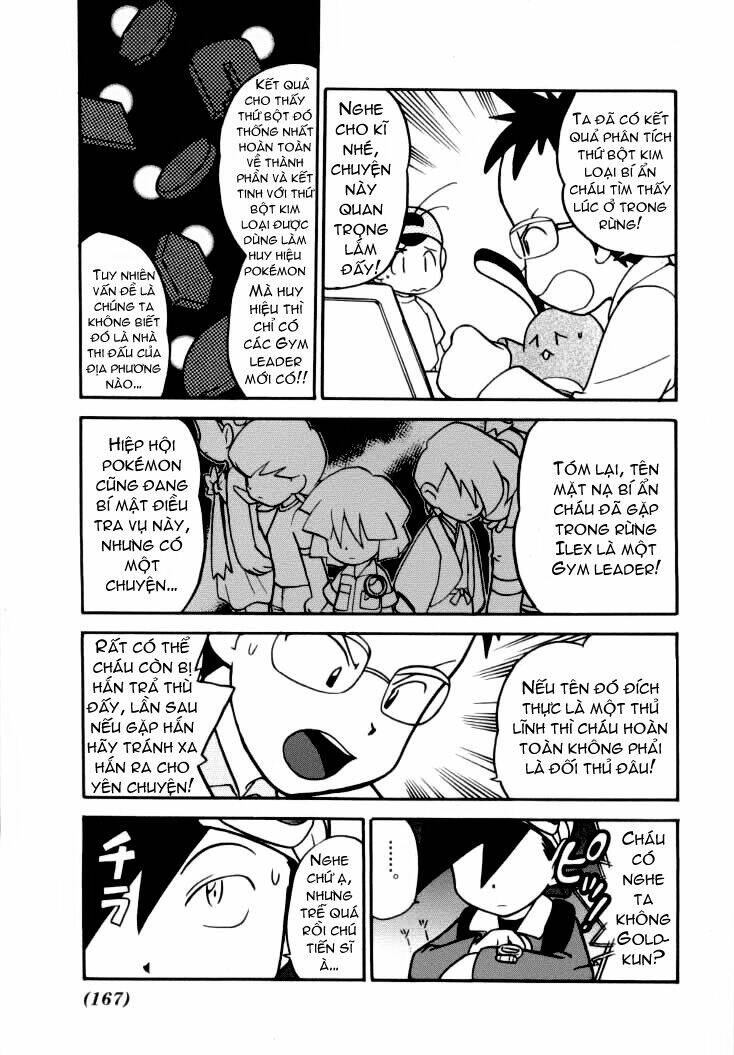 Ta đã có kết
quả phân tích
thứ bột kim
loại bí ẩn
cháu tìm thấy
lúc ở trong
rừng!
Nghe
cho kĩ
nhé,
chuyện
này
quan
trọng
lắm
đấy!
Kết quả
cho thấy
thứ bột đó
thống nhất
hoàn toàn
về thành
phần và kết
tinh với thứ
bột kim
loại được
dùng làm
huy hiệu
Pokémon
Mà huy
hiệu thì
chỉ có
các Gym
leader
mới có!!
Tuy nhiên
vấn đề là
chúng ta
không biết
đó là nhà
thi đấu của
địa phương
nào...
Tóm lại, tên
mặt nạ bí ẩn
cháu đã gặp
trong rừng
Ilex là một
Gym leader!
Hiệp hội
Pokémon
cũng đang
bí mật điều
tra vụ này,
nhưng có
một
chuyện...
Nếu tên đó đích
thực là một thủ
lĩnh thì cháu hoàn
toàn không phải
là đối thủ đâu!
Rất có thể
cháu còn bị
hắn trả thù
đấy, lần sau
nếu gặp hắn
hãy tránh xa
hắn ra cho
yên chuyện!
Cháu
có
nghe
ta
không
Gold-
kun?
ピピッ!
......。
Nghe
chứ ạ,
nhưng
trễ quá
rồi chú
tiến sĩ
à...
チラ
(167)